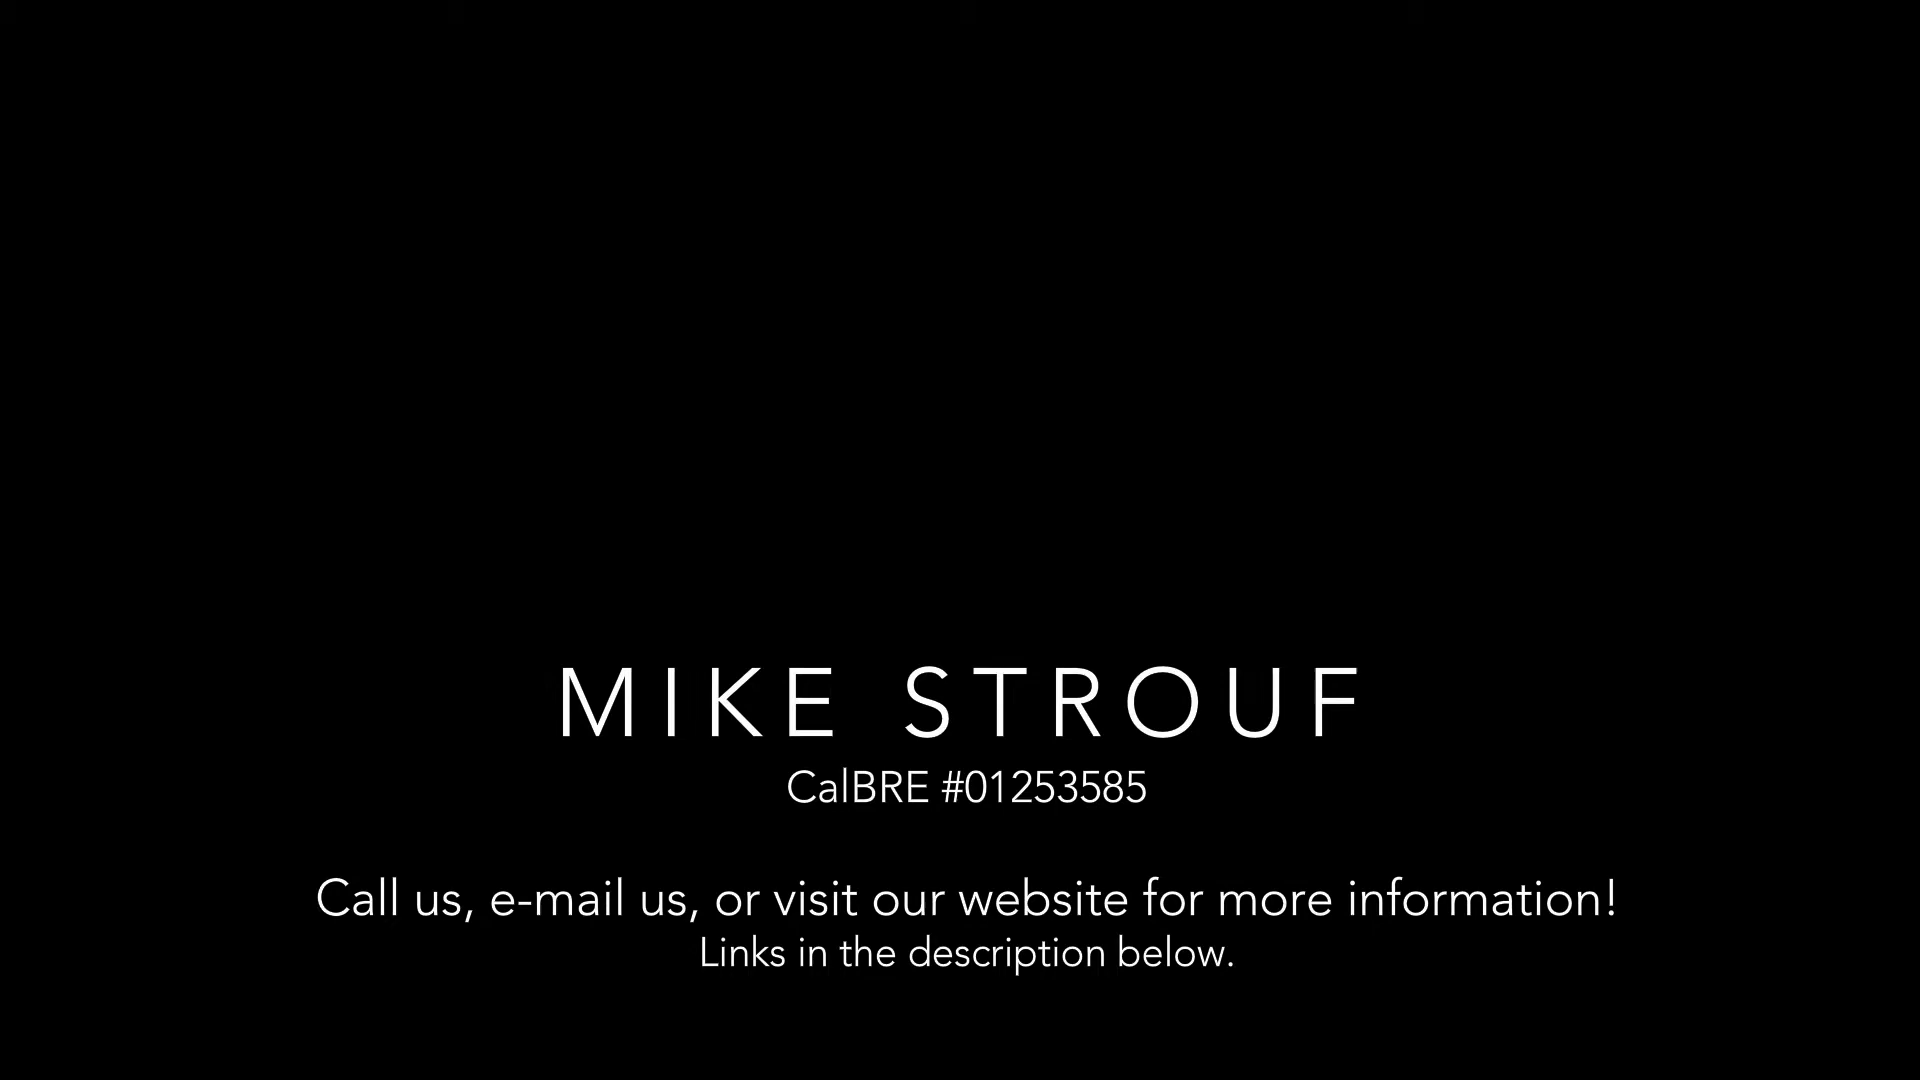 MIKE STROUF
CalBRE #01253585
Call us, e-mail us, or visit our website for more information!
Links in the description below.